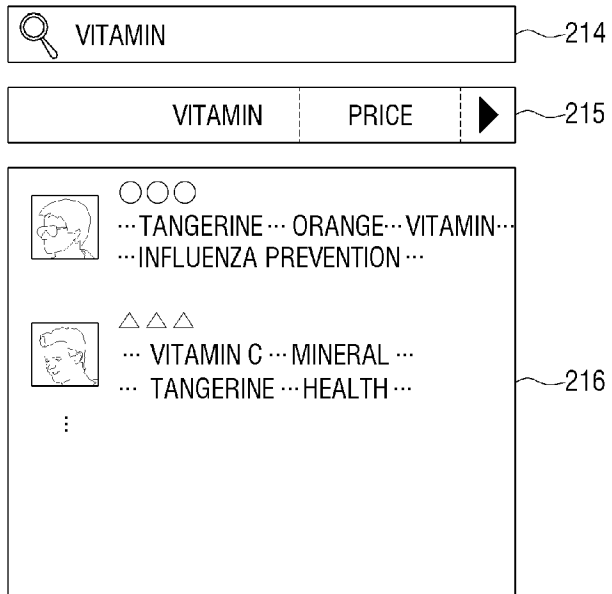 VITAMIN
214
VITAMIN PRICE
215
○○○
···TANGERINE··· ORANGE···VITAMIN···
···INFLUENZA PREVENTION···
△△△
··· VITAMIN C ···MINERAL ···
··· TANGERINE ···HEALTH···
216